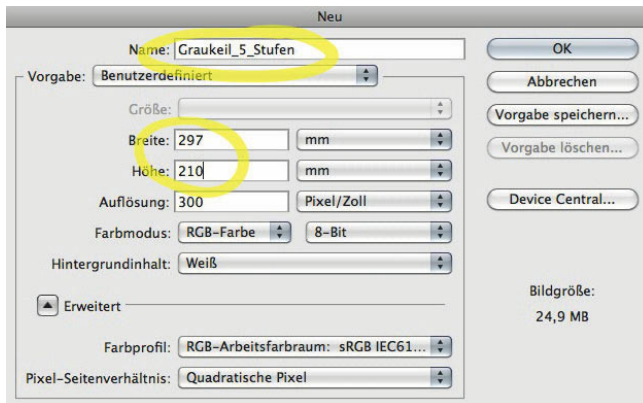 Neu
Name: Graukeil_5_Stufen
OK
Vorgabe: Benutzerdefiniert
Abbrechen
Größe:
Vorgabe speichern...
Breite: 297 mm
Vorgabe löschen...
Höhe: 210 mm
Auflösung: 300 Pixel/Zoll
Device Central...
Farbmodus: RGB-Farbe 8-Bit
Hintergrundinhalt: Weiß
Bildgröße:
Erweitert
24,9 MB
Farbprofil: RGB-Arbeitsfarbraum: sRGB IEC61...
Pixel-Seitenverhältnis: Quadratische Pixel